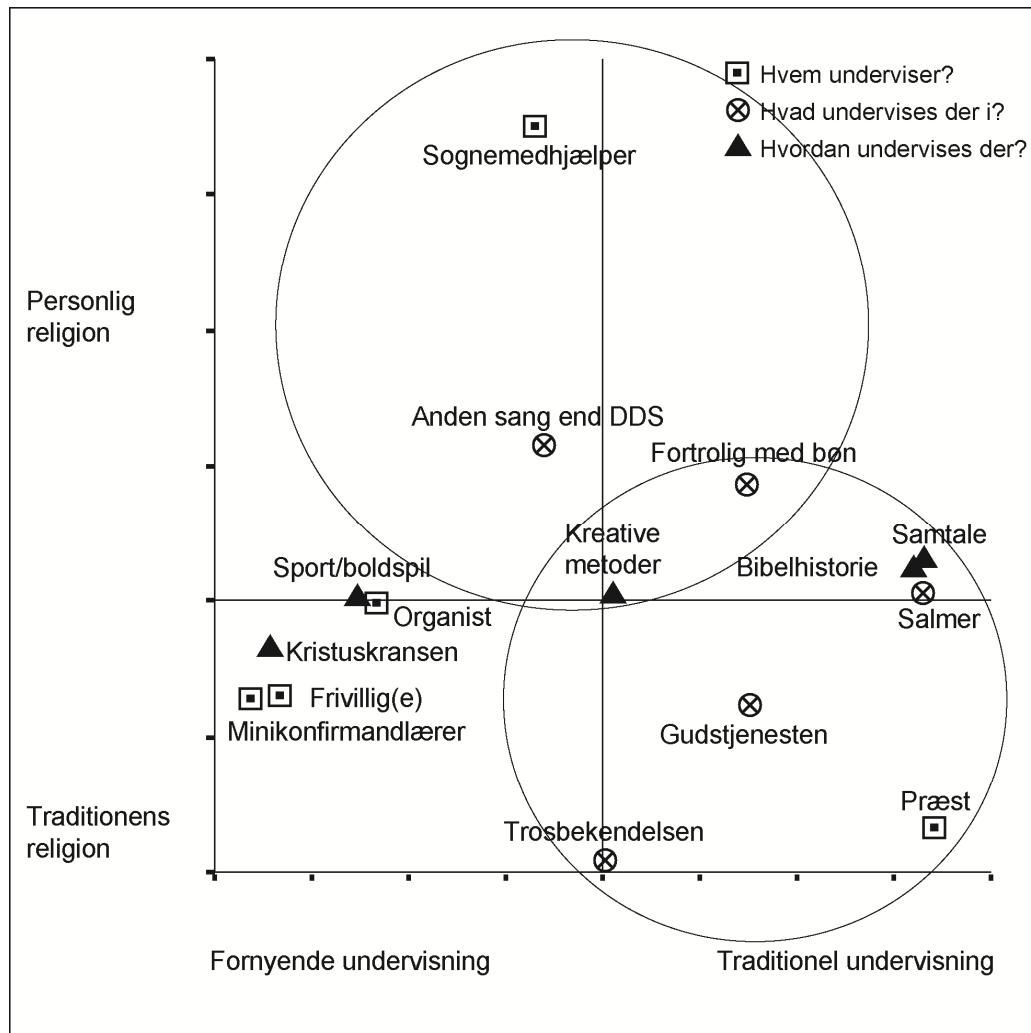 Hvem underviser?
Hvad undervises der i?
Hvordan undervises der?
Sognemedhjælper
Personlig
religion
Anden sang end DDS
Fortrolig med bøn
Kreative
metoder
Samtale
Bibelhistorie
Sport/boldspil
Organist
Salmer
Kristuskransen
Frivillig(e)
Minikonfirmandlærer
Gudstjenesten
Præst
Traditionens
religion
Trosbekendelsen
Fornyende undervisning
Traditionel undervisning